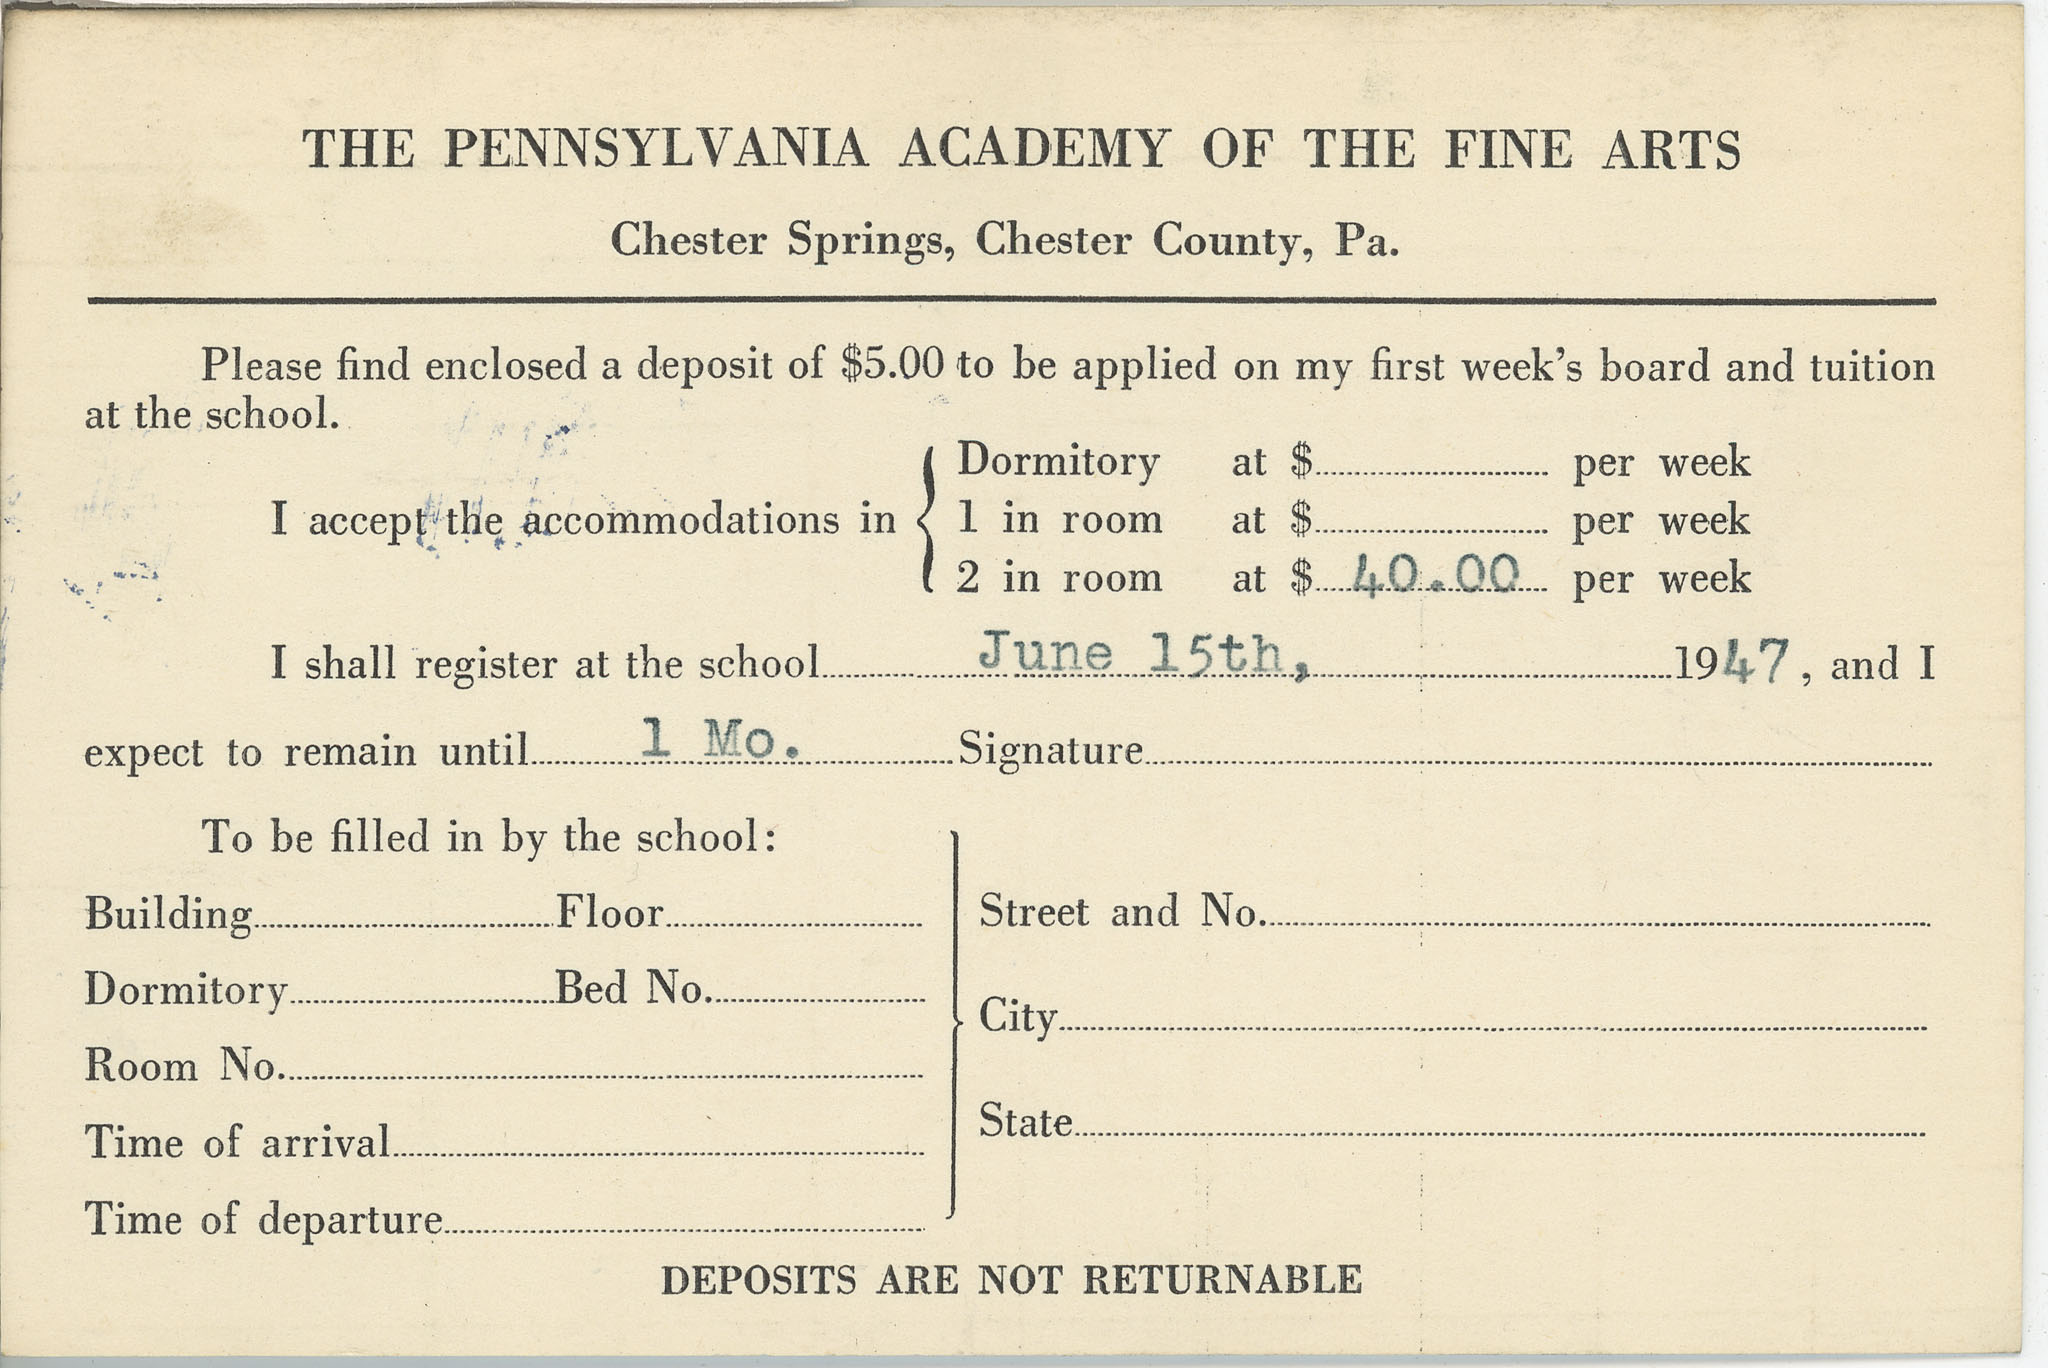 THE PENNSYLVANIA ACADEMY OF THE FINE ARTS
Chester Springs, Chester County, Pa.
Please find enclosed a deposit of $5.00 to be applied on my first week's board and tuition
at the school.
I accept the accommodations in
Dormitory at $ per week
1 in room at $ per week
2 in room at $ 40.00 per week
I shall register at the school June 15th, 1947, and I
expect to remain until 1 Mo. Signature
To be filled in by the school:
Building Floor
Dormitory Bed No.
Room No.
Time of arrival
Time of departure
Street and No.
City
State
DEPOSITS ARE NOT RETURNABLE